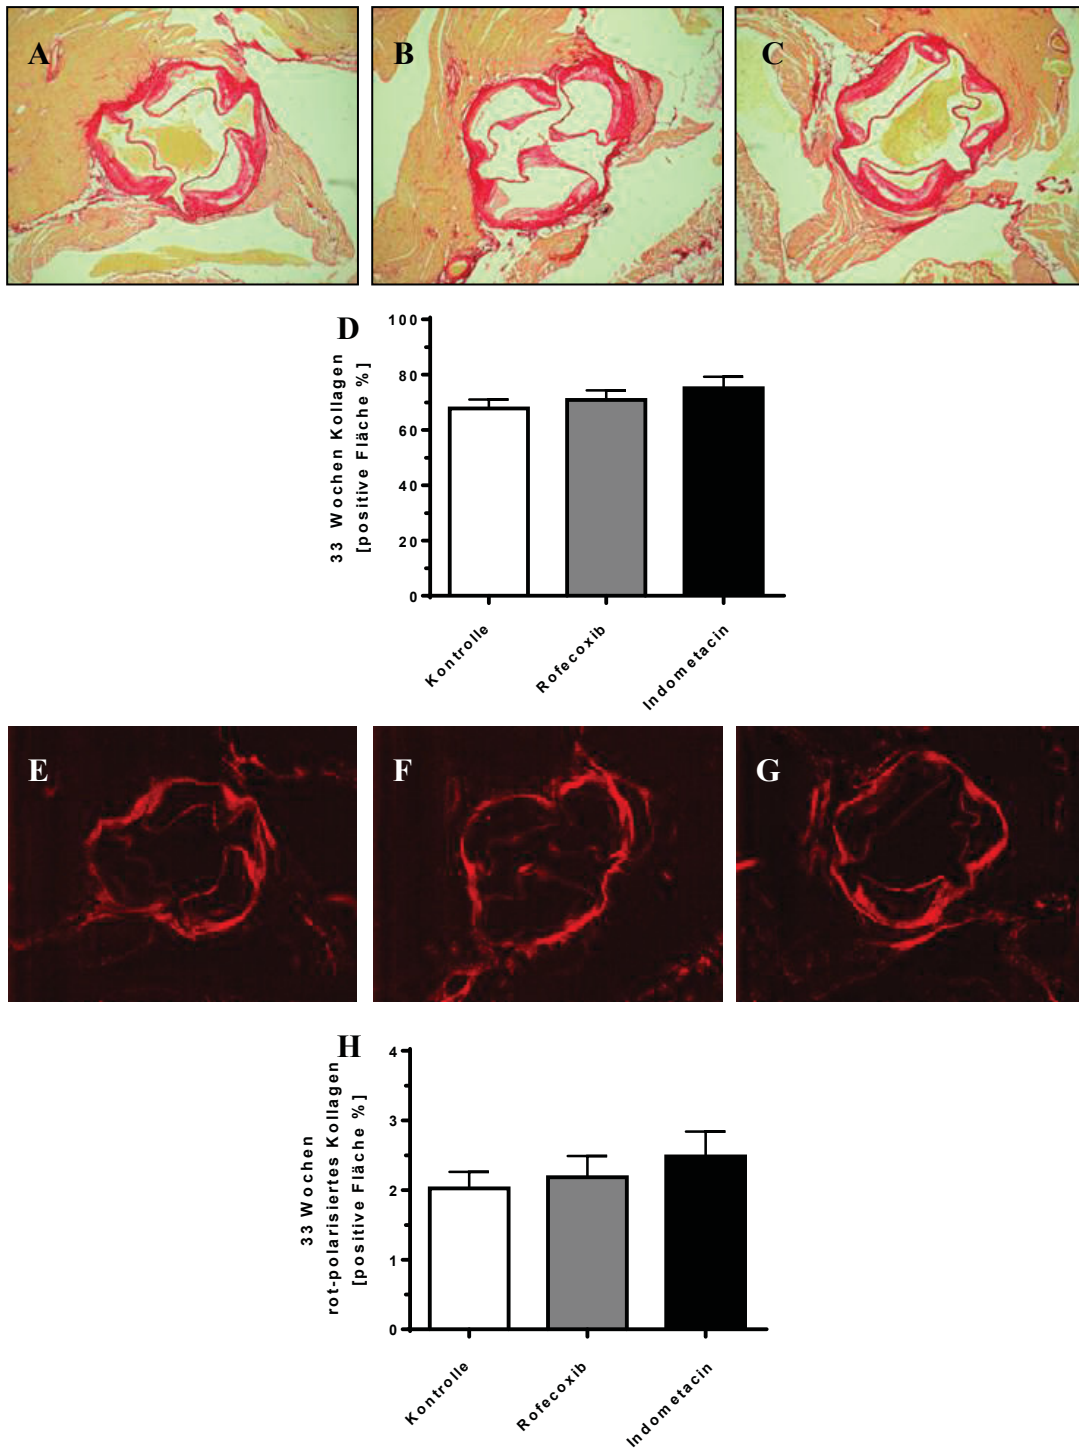 A
B
C
D
33 Wochen Kollagen
[positive Fläche %]
100
80
60
40
20
0
Kontrolle
Rofecoxib
Indometacin
E
F
G
H
33 Wochen
rot-polarisiertes Kollagen
[positive Fläche %]
4
3
2
1
0
Kontrolle
Rofecoxib
Indometacin